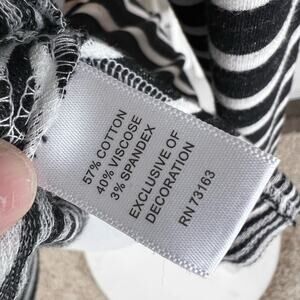 57% COTTON
40% VISCOSE
3% SPANDEX
EXCLUSIVE OF
DECORATION
RN 73163